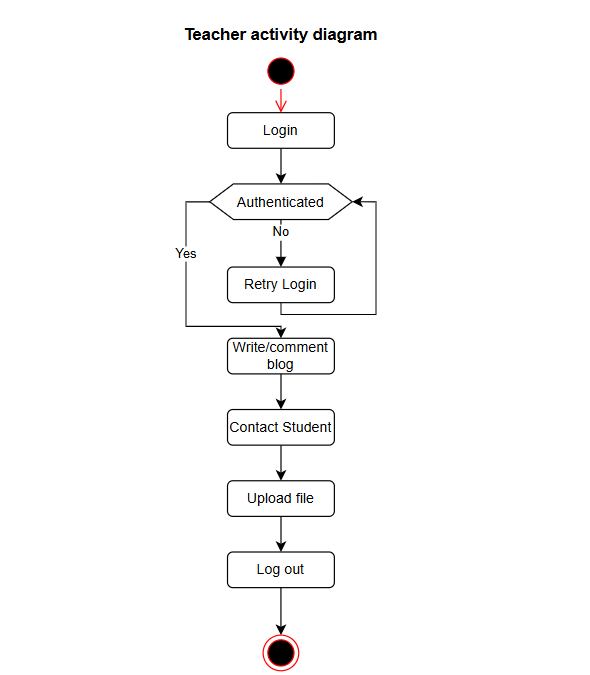 Teacher activity diagram
Login
Authenticated
No
Yes
Retry Login
Write/comment
blog
Contact Student
Upload file
Log out